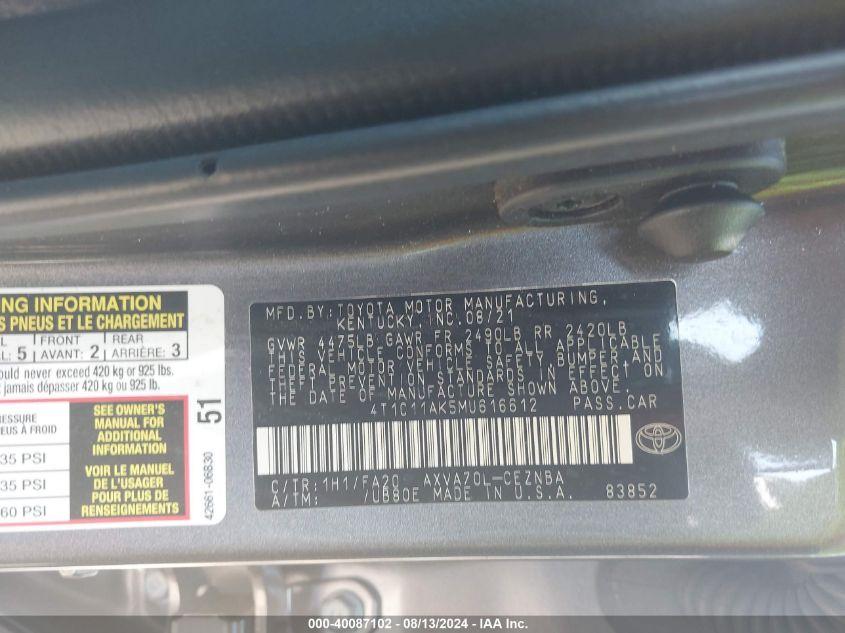 NG INFORMATION
S PNEUS ET LE CHARGEMENT
AL
L: 5
FRONT
AVANT: 2
REAR
ARRIÈRE: 3
ould never exceed 420 kg or 925 lbs.
jamais dépasser 420 kg ou 925 lb.
RESSURE
EUS À FROID
35 PSI
35 PSI
60 PSI
SEE OWNER'S
MANUAL FOR
ADDITIONAL
INFORMATION
VOIR LE MANUEL
DE L'USAGER
POUR PLUS DE
RENSEIGNEMENTS
51
42661-06830
MFD.BY:TOYOTA MOTOR MANUFACTURING,
KENTUCKY, INC.08/21
GVWR 4475LB GAWR FR 2490LB RR 2420LB
THIS VEHICLE CONFORMS TO ALL APPLICABLE
FEDERAL MOTOR VEHICLE SAFETY, BUMPER, AND
THEFT PREVENTION STANDARDS IN EFFECT ON
THE DATE OF MANUFACTURE SHOWN ABOVE.
4T1C11AK5MU616612 PASS.CAR
C/TR:1H1/FA20 AXVA70L-CEZNBA
A/TM: /UB80E MADE IN U.S.A. 83852
000-40087102 - 08/13/2024 - IAA Inc.